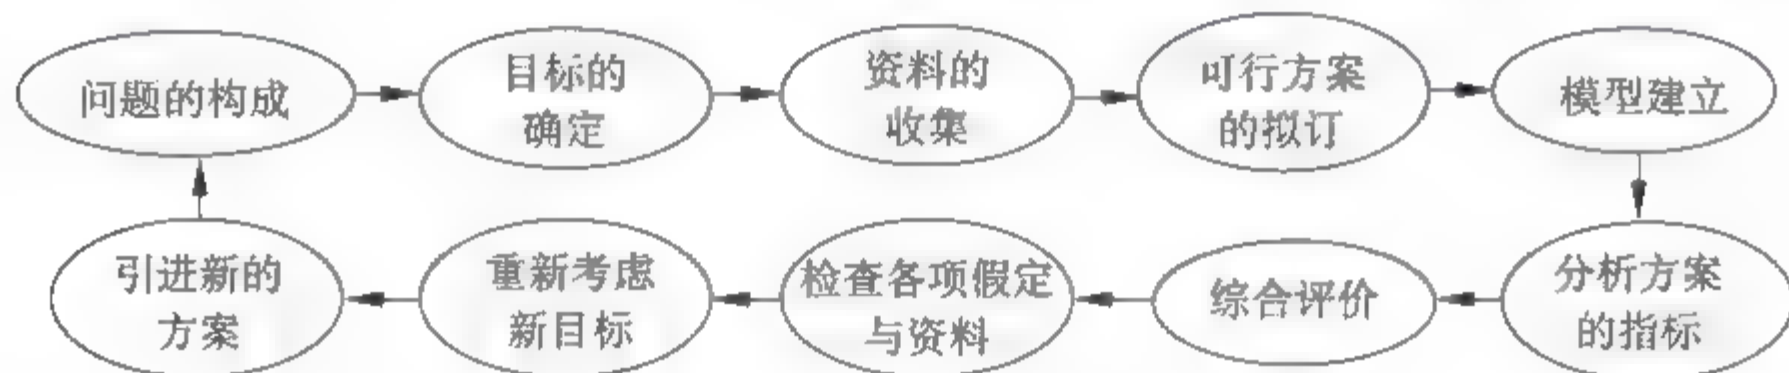 问题的构成
目标的
确定
资料的
收集
可行方案
的拟订
模型建立
引进新的
方案
重新考虑
新目标
检查各项假定
与资料
综合评价
分析方案
的指标